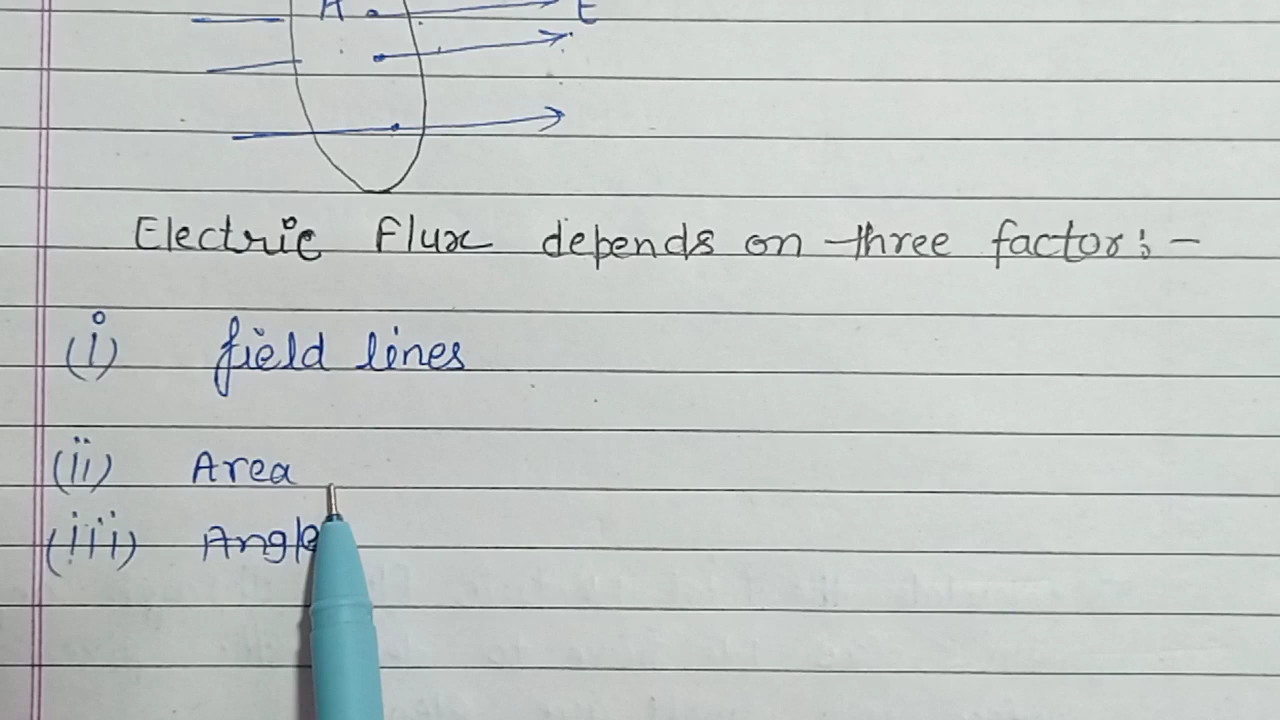 A E
Electric flux depends on three factor:-
(i) field lines
(ii) Area
(iii) Angle